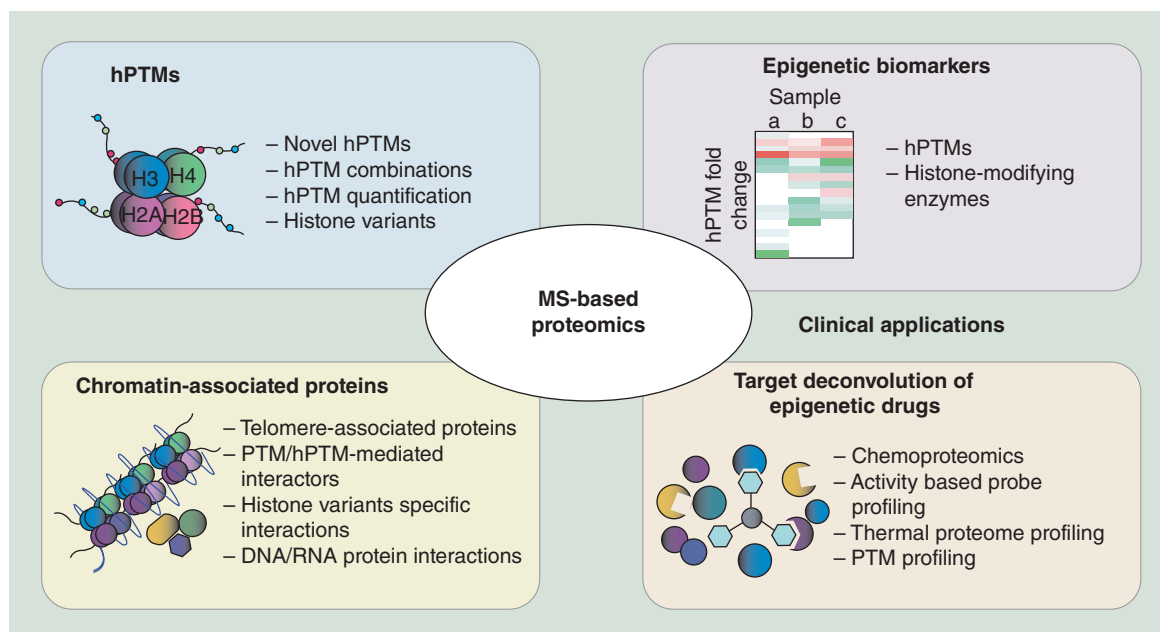 hPTMs
H3
H4
H2A
H2B
– Novel hPTMs
– hPTM combinations
– hPTM quantification
– Histone variants
Epigenetic biomarkers
Sample
a b c
hPTM fold
change
– hPTMs
– Histone-modifying
enzymes
MS-based
proteomics
Clinical applications
Chromatin-associated proteins
– Telomere-associated proteins
– PTM/hPTM-mediated
interactors
– Histone variants specific
interactions
– DNA/RNA protein interactions
Target deconvolution of
epigenetic drugs
– Chemoproteomics
– Activity based probe
profiling
– Thermal proteome profiling
– PTM profiling